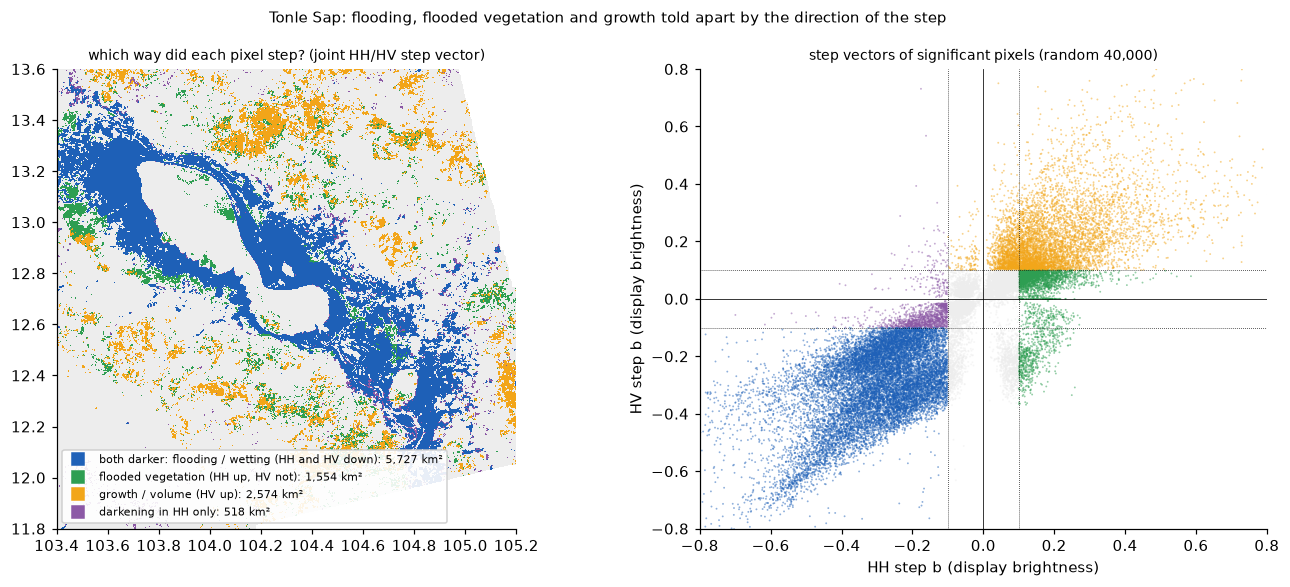 Tonle Sap: flooding, flooded vegetation and growth told apart by the direction of the step
which way did each pixel step? (joint HH/HV step vector)
13.6
13.4
13.2
13.0
12.8
12.6
12.4
12.2
12.0
11.8
both darker: flooding / wetting (HH and HV down): 5,727 km²
flooded vegetation (HH up, HV not): 1,554 km²
growth / volume (HV up): 2,574 km²
darkening in HH only: 518 km²
103.4 103.6 103.8 104.0 104.2 104.4 104.6 104.8 105.0 105.2
step vectors of significant pixels (random 40,000)
HV step b (display brightness)
0.8
0.6
0.4
0.2
0.0
−0.2
−0.4
−0.6
−0.8
−0.8 −0.6 −0.4 −0.2 0.0 0.2 0.4 0.6 0.8
HH step b (display brightness)